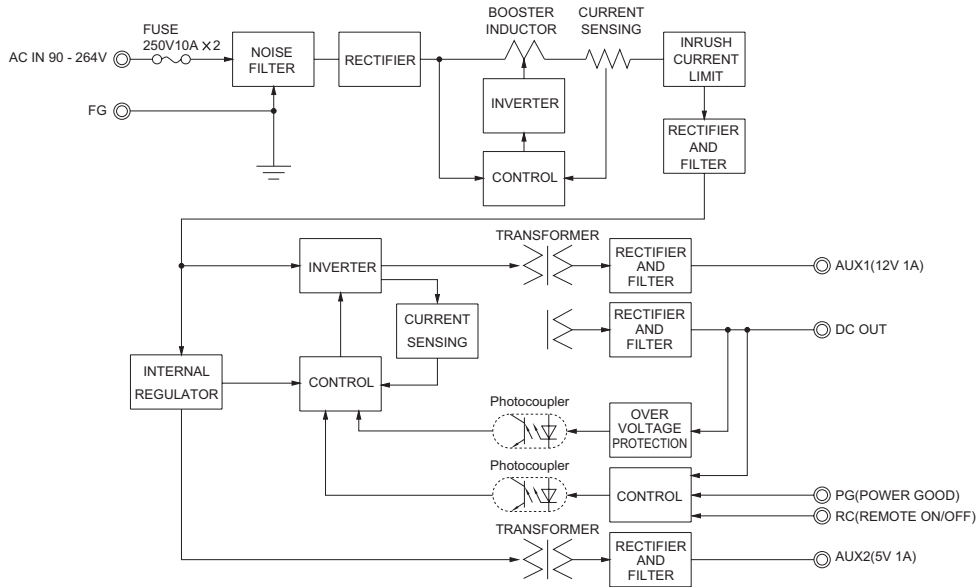 FUSE
250V10A ×2
BOOSTER
INDUCTOR
CURRENT
SENSING
AC IN 90 - 264V
NOISE
FILTER
RECTIFIER
INRUSH
CURRENT
LIMIT
FG
INVERTER
RECTIFIER
AND
FILTER
CONTROL
TRANSFORMER
INVERTER
RECTIFIER
AND
FILTER
AUX1(12V 1A)
CURRENT
SENSING
RECTIFIER
AND
FILTER
DC OUT
INTERNAL
REGULATOR
CONTROL
Photocoupler
OVER
VOLTAGE
PROTECTION
Photocoupler
CONTROL
PG(POWER GOOD)
RC(REMOTE ON/OFF)
TRANSFORMER
RECTIFIER
AND
FILTER
AUX2(5V 1A)